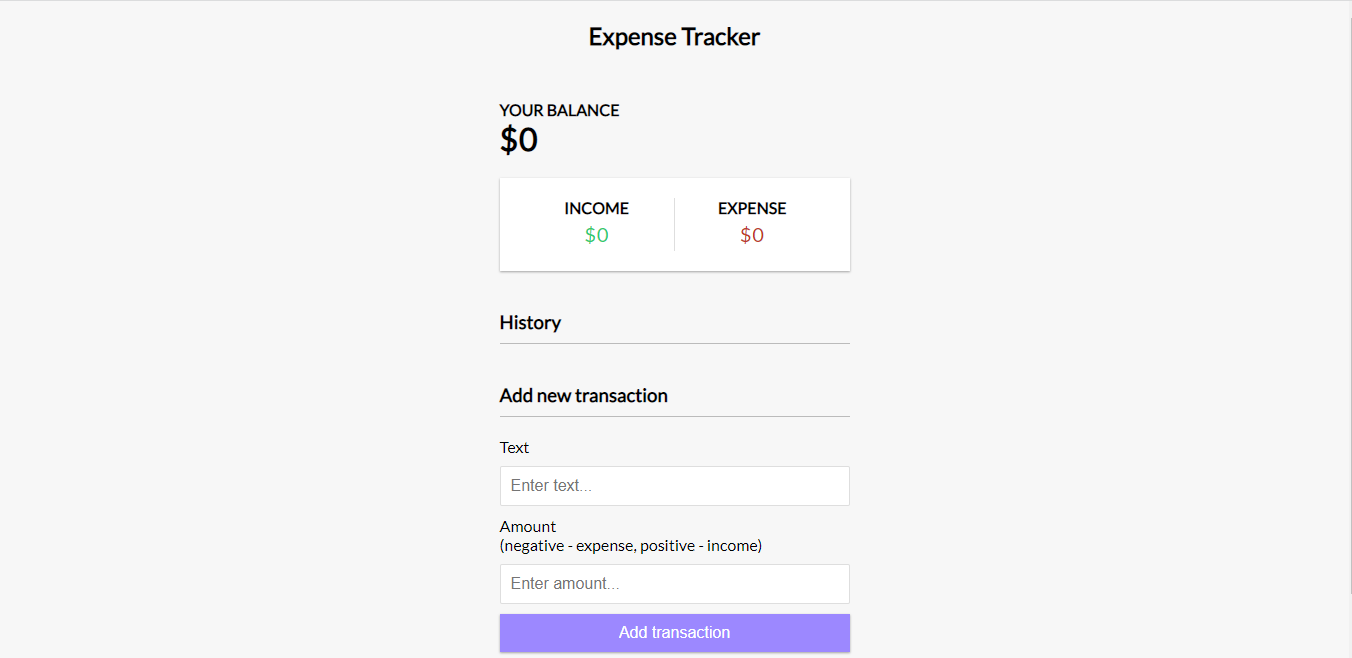 Expense Tracker
YOUR BALANCE
$0
INCOME
EXPENSE
$0
$0
History
Add new transaction
Text
Enter text...
Amount
(negative - expense, positive - income)
Enter amount...
Add transaction